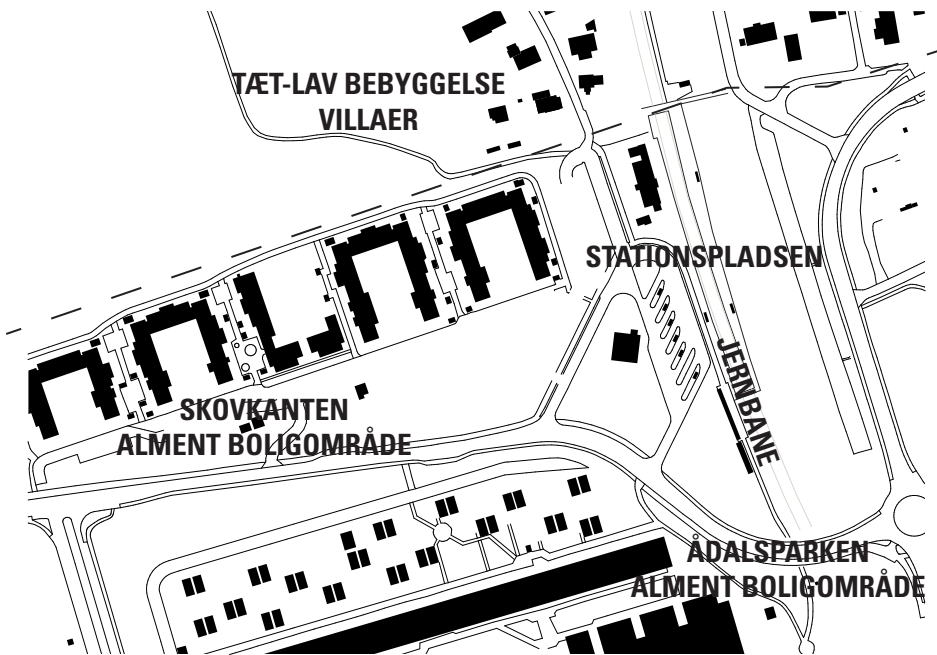 TÆT-LAV BEBYGGELSE
VILLAER
STATIONSPLADSEN
JERNBANE
SKOVKANTEN
ALMENT BOLIGOMRÅDE
ÅDALSPARKEN
ALMENT BOLIGOMRÅDE